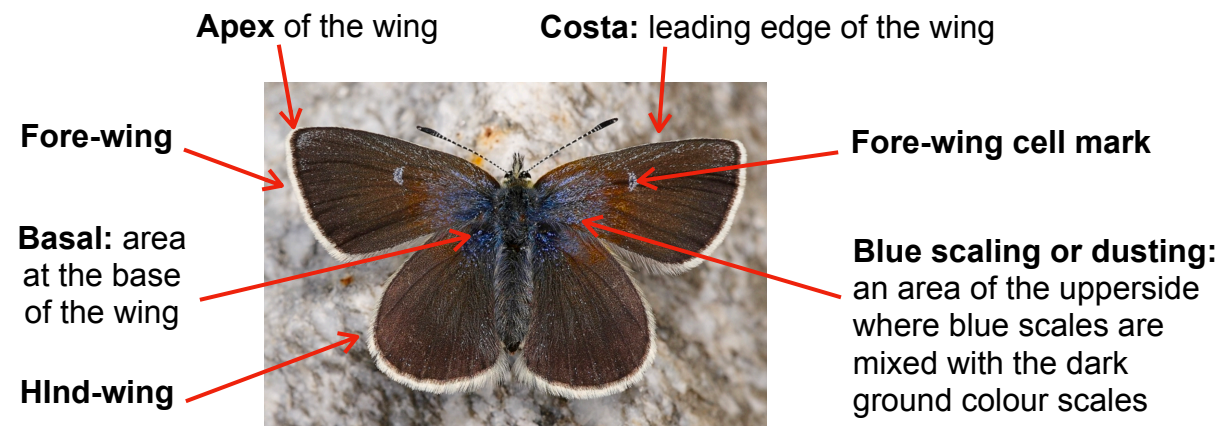 Apex of the wing
Costa: leading edge of the wing
Fore-wing
Fore-wing cell mark
Basal: area
at the base
of the wing
Blue scaling or dusting:
an area of the upperside
where blue scales are
mixed with the dark
ground colour scales
HInd-wing